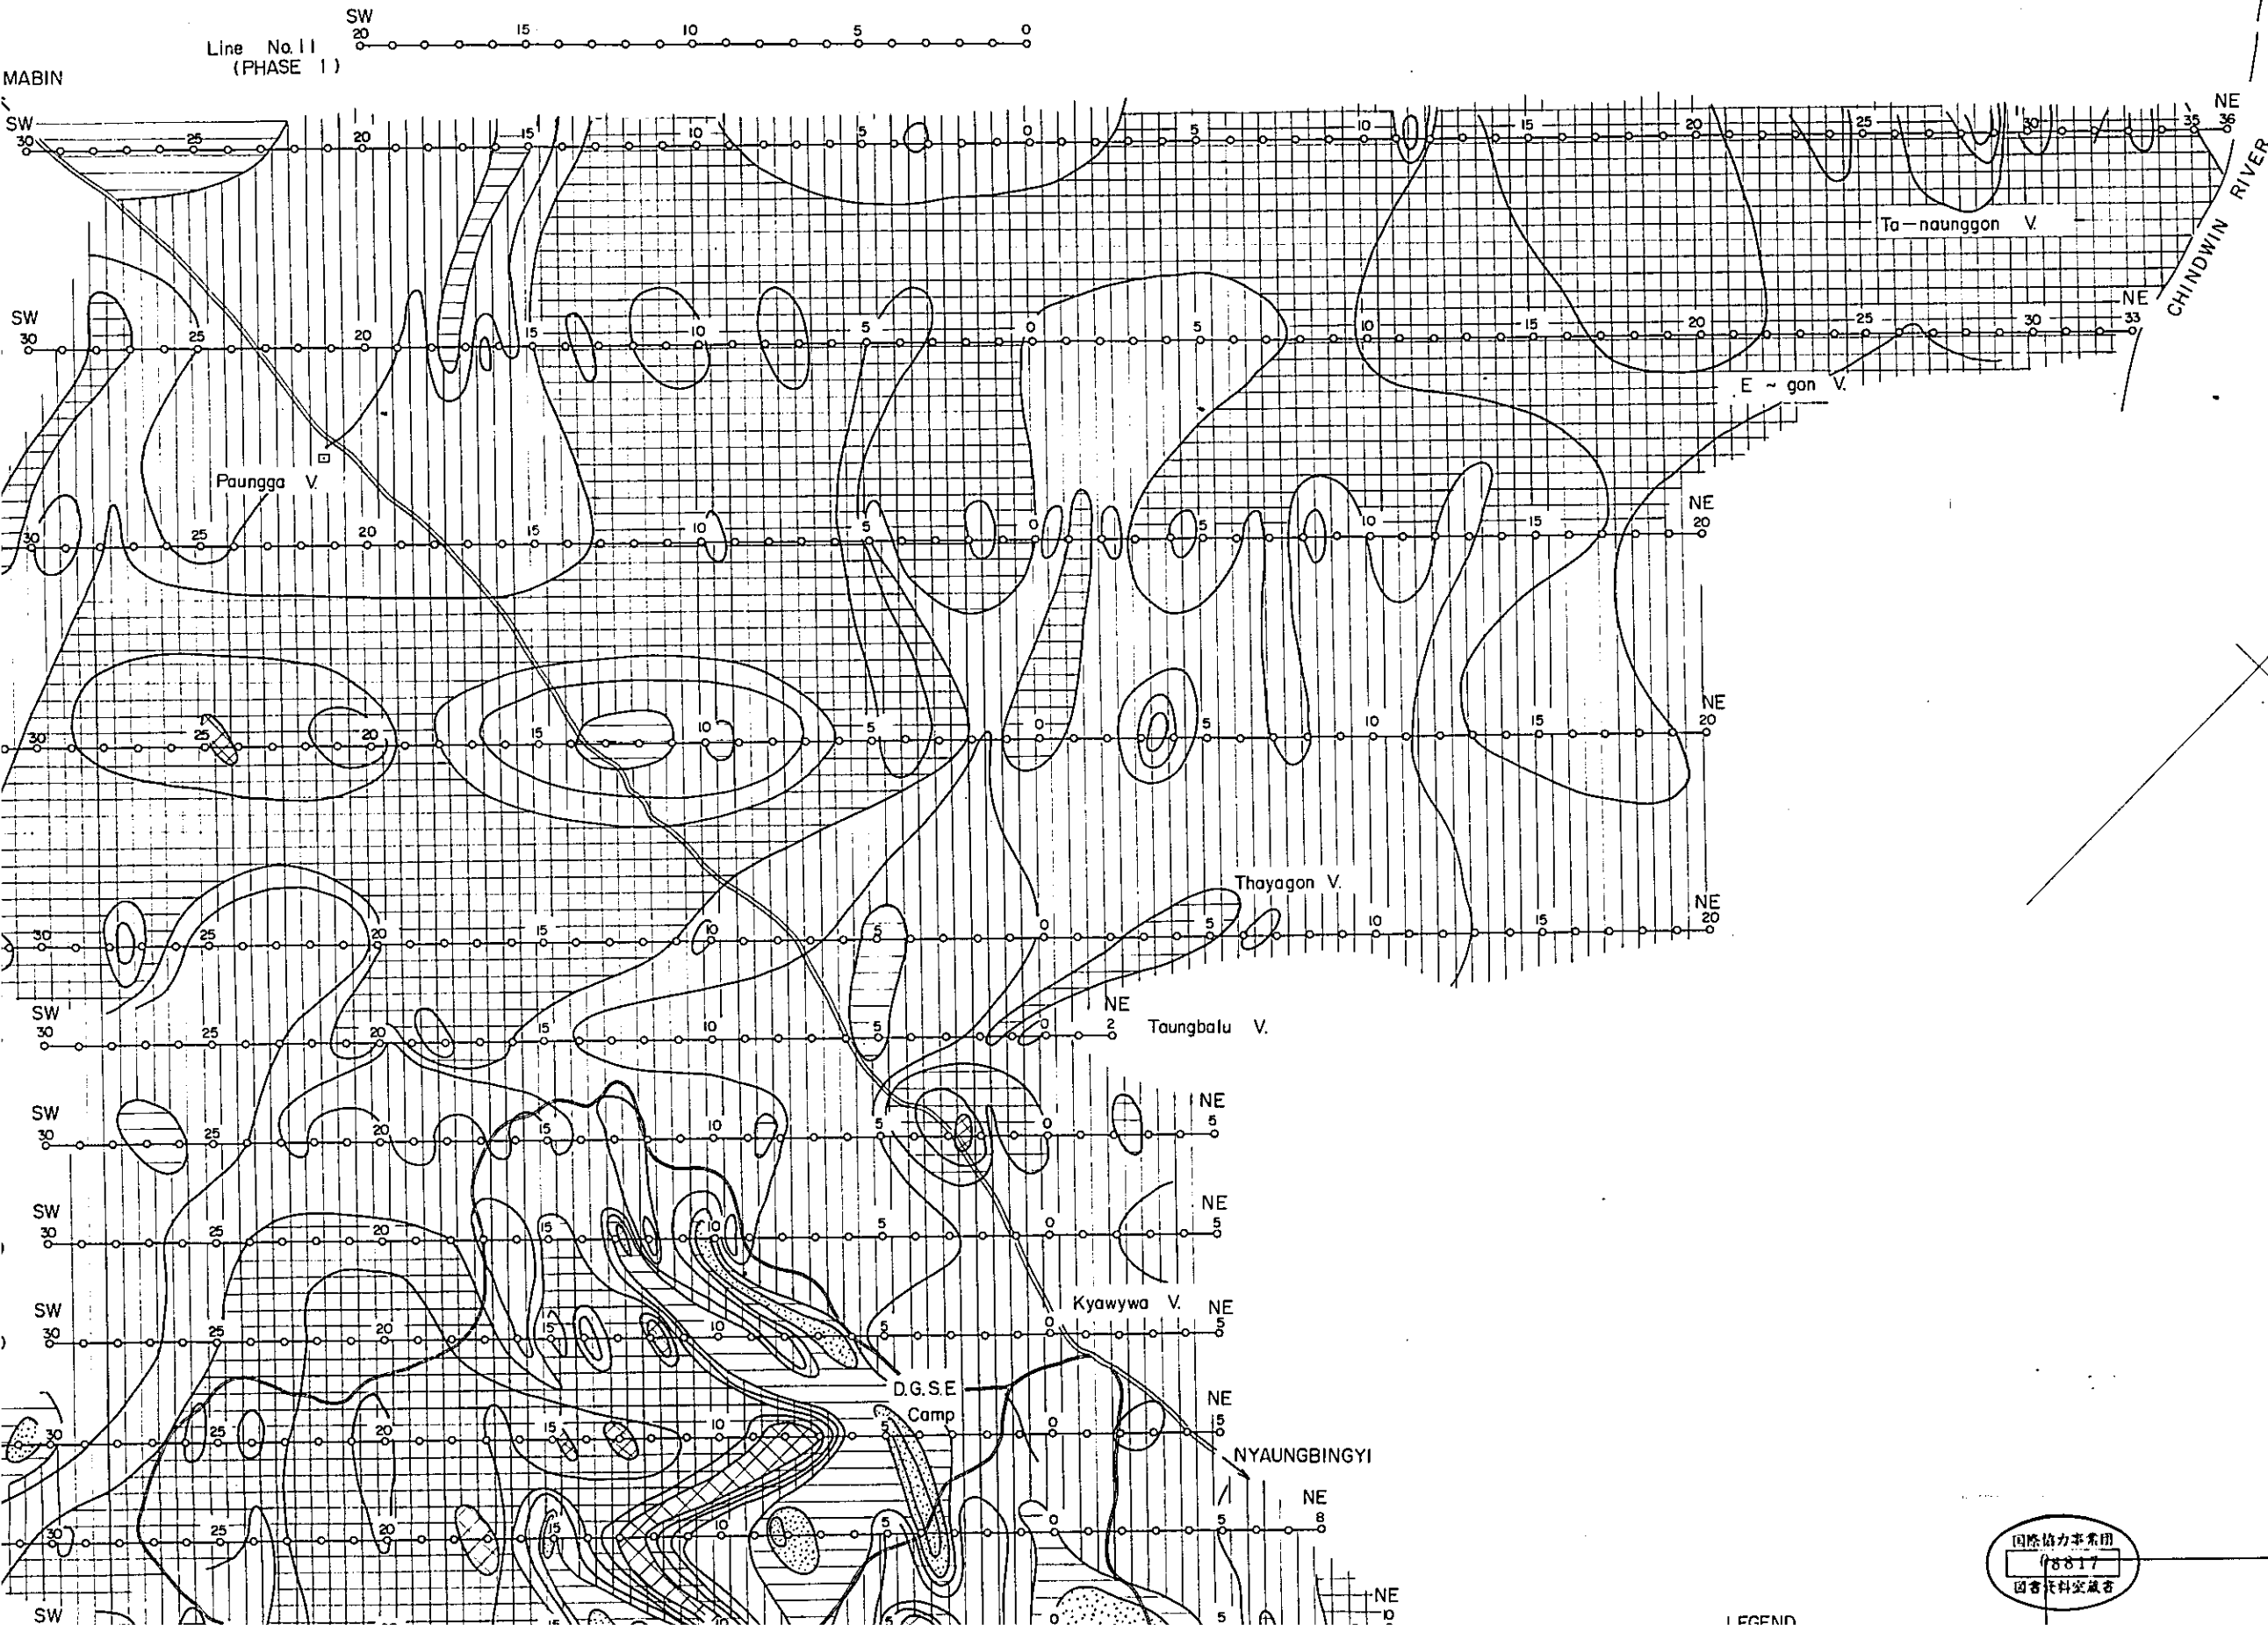 SW
Line No.11 20 15 10 5 0
(PHASE 1)
MABIN
SW NE
30 25 20 15 10 5 0 5 10 15 20 25 30 35 36
CHINDWIN RIVER
Ta-naunggon V.
SW NE
30 25 20 15 10 5 0 5 10 15 20 25 30 33
E ~ gon V.
Paungga V.
NE
30 25 20 15 10 5 0 5 10 15 20
NE
30 25 20 15 10 5 0 5 10 15 20
Thayagon V.
NE
30 25 20 15 10 5 0 5 10 15 20
SW NE
30 25 20 15 10 5 0 2
Taungbalu V.
SW NE
30 25 20 15 10 5 0 5
SW NE
30 25 20 15 10 5 0 5
Kyawywa V.
SW NE
30 25 20 15 10 5 0 5
D.G.S.E
Camp
NE
30 25 20 15 10 5 0 5
NYAUNGBINGYI
NE
30 25 20 15 10 5 0 5 8
国際協力事業団
08817
図書資料室蔵書
SW NE
15 5 0 5 10
LEGEND